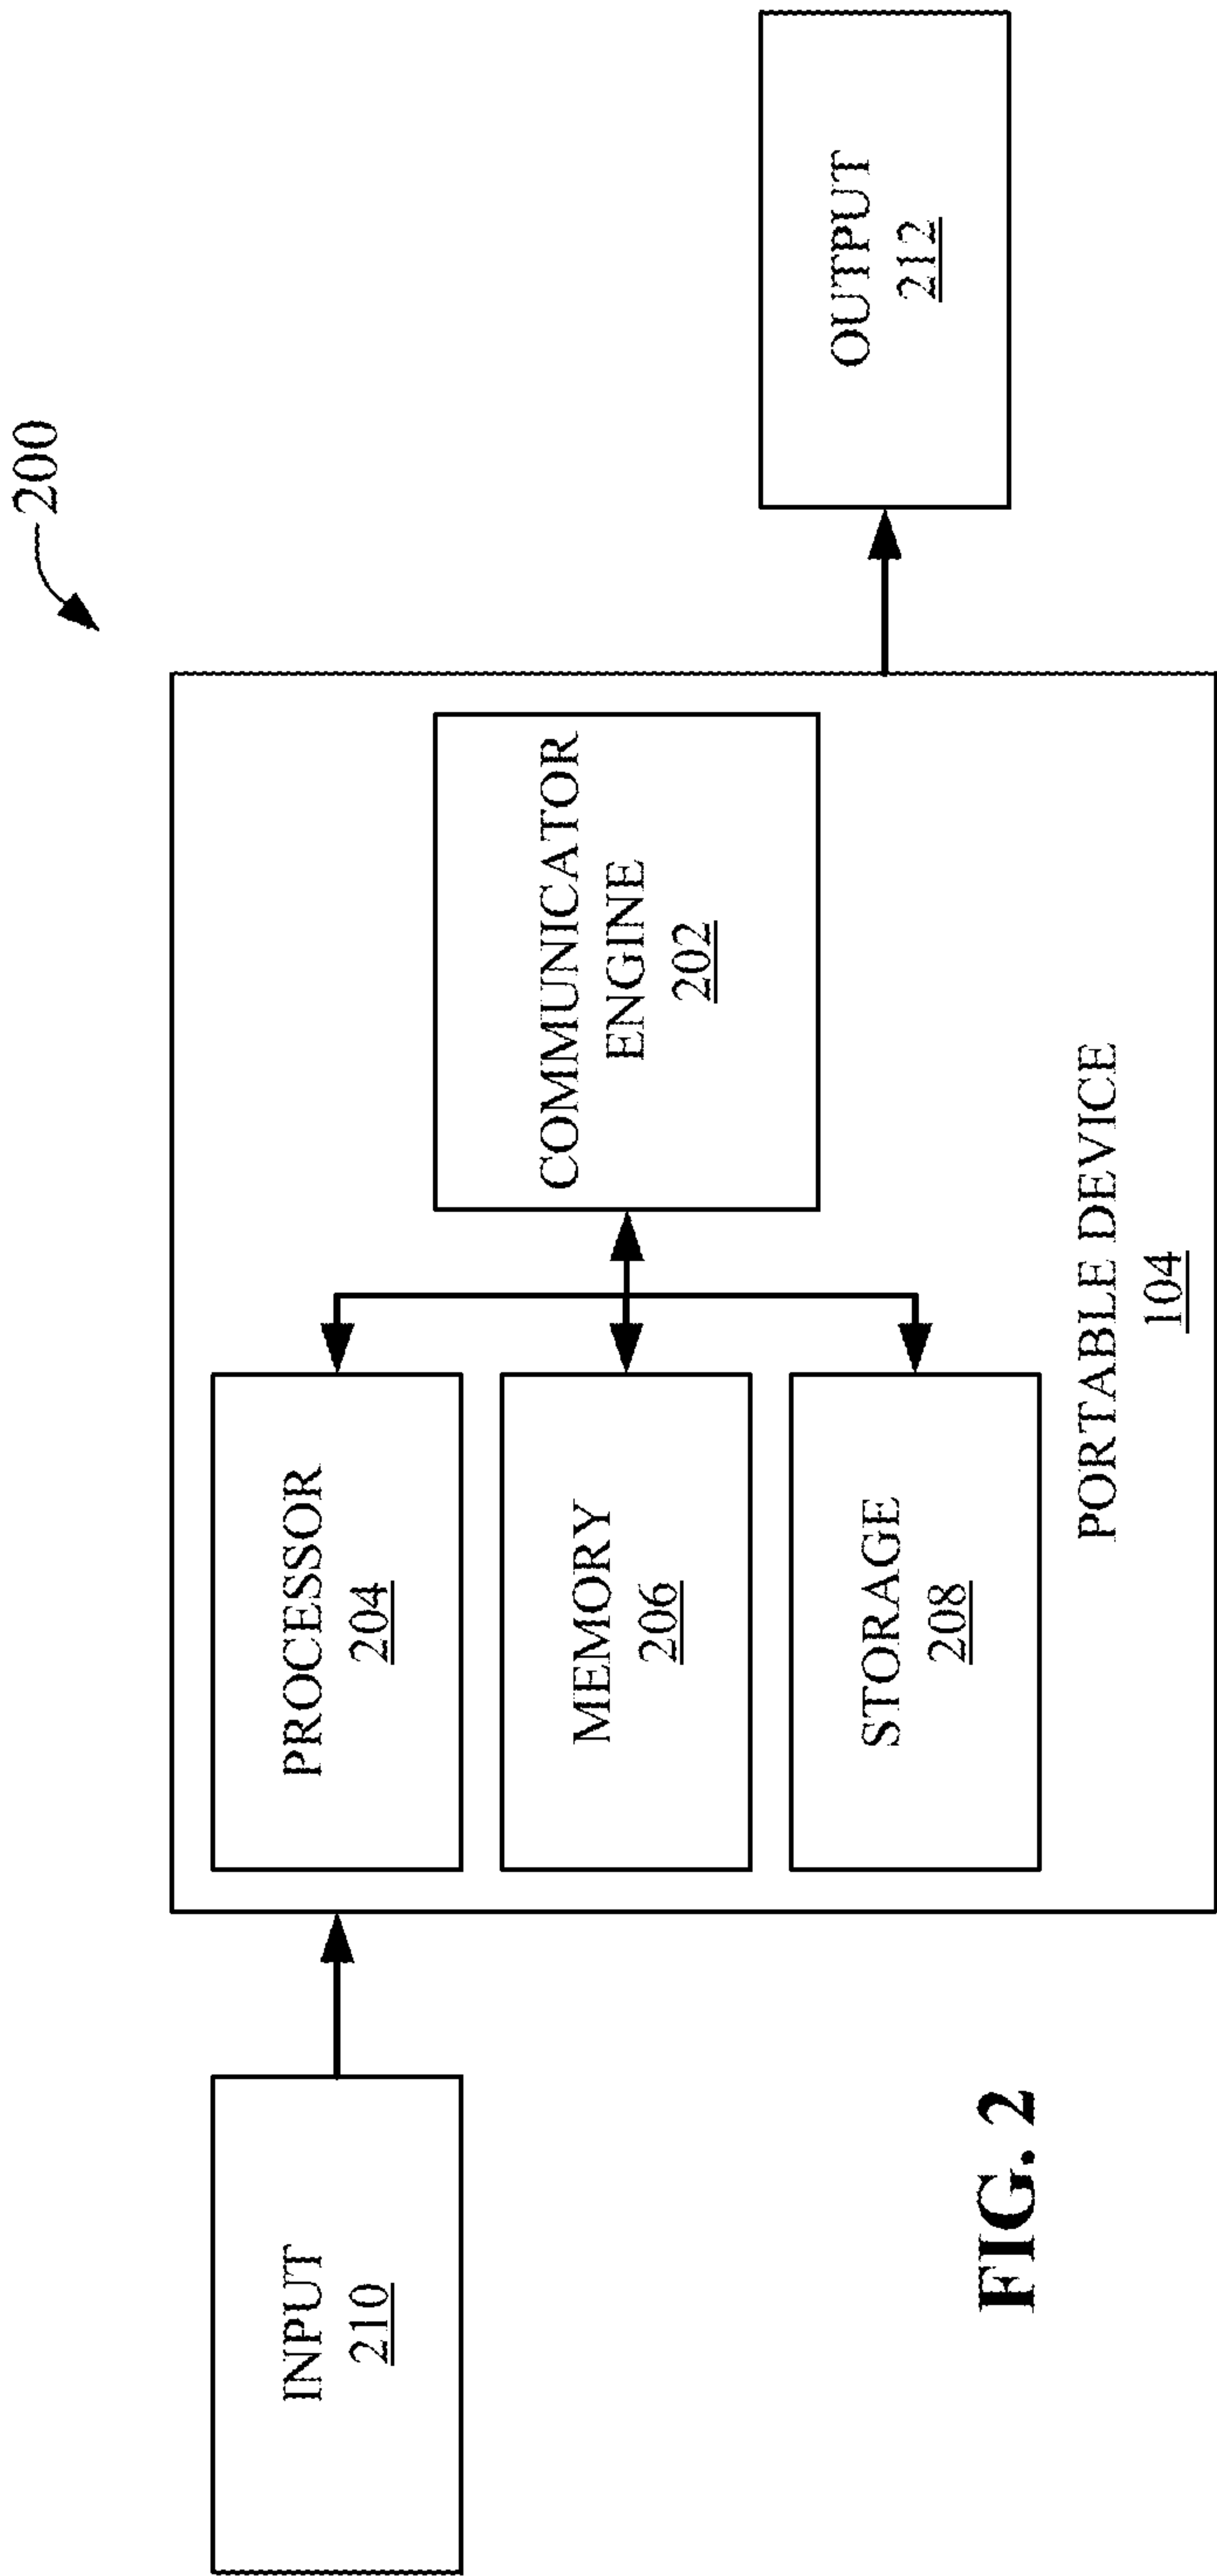 200
INPUT
210
PROCESSOR
204
MEMORY
206
STORAGE
208
COMMUNICATOR
ENGINE
202
PORTABLE DEVICE
104
OUTPUT
212
FIG. 2